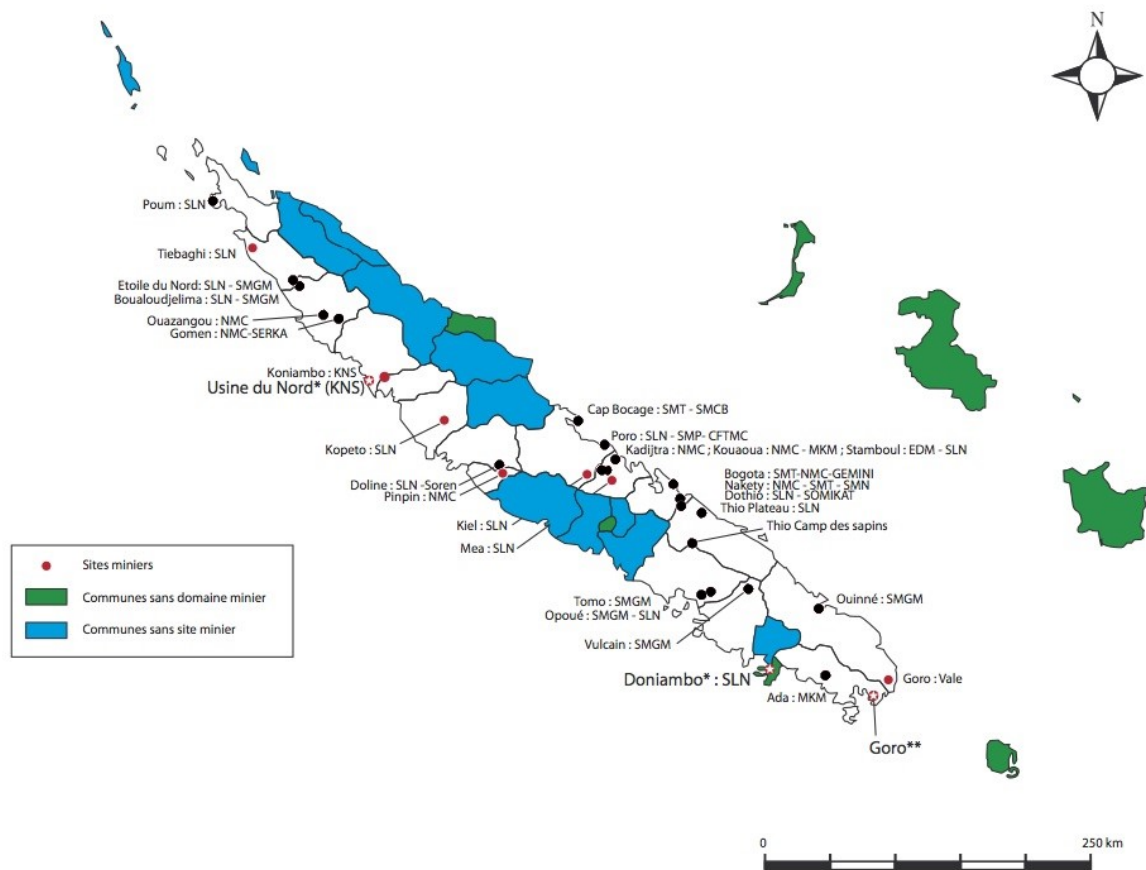 N
Poum : SLN
Tiebaghi : SLN
Etoile du Nord: SLN - SMGM
Boualoudjelima : SLN - SMGM
Ouazangou : NMC
Gomen : NMC-SERKA
Koniambo : KNS
Usine du Nord* (KNS)
Cap Bocage : SMT - SMCB
Poro : SLN - SMP- CFTMC
Kadijtra : NMC ; Kouaoua : NMC - MKM ; Stamboul : EDM - SLN
Kopeto : SLN
Bogota : SMT-NMC-GEMINI
Nakety : NMC - SMT - SMN
Dothio : SLN - SOMIKAT
Thio Plateau : SLN
Doline : SLN -Soren
Pinpin : NMC
Thio Camp des sapins
Kiel : SLN
Mea : SLN
Sites miniers
Communes sans domaine minier
Communes sans site minier
Tomo : SMGM
Opoué : SMGM - SLN
Ouinné : SMGM
Vulcain : SMGM
Doniambo* : SLN
Goro : Vale
Ada : MKM
Goro**
0
250 km